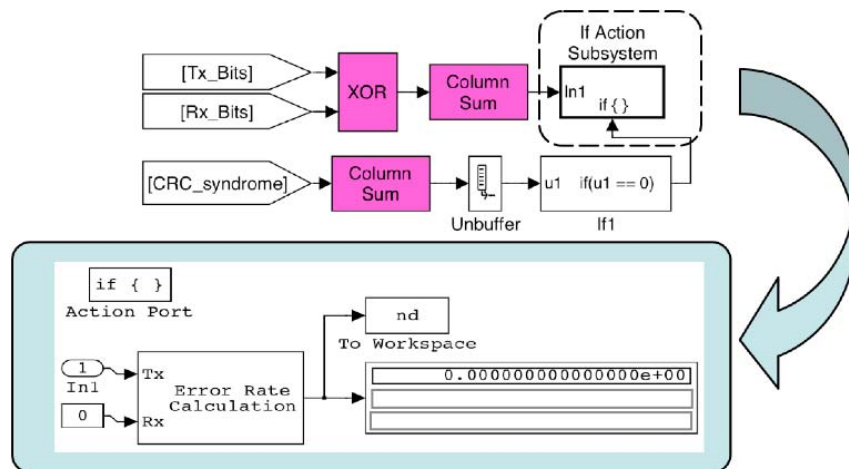 If Action
Subsystem
[Tx_Bits]
[Rx_Bits]
XOR
Column
Sum
In1
if { }
[CRC_syndrome]
Column
Sum
Unbuffer
u1 if(u1 == 0)
If1
if { }
Action Port
nd
To Workspace
1
In1
0
Tx
Rx
Error Rate
Calculation
0.000000000000000e+00